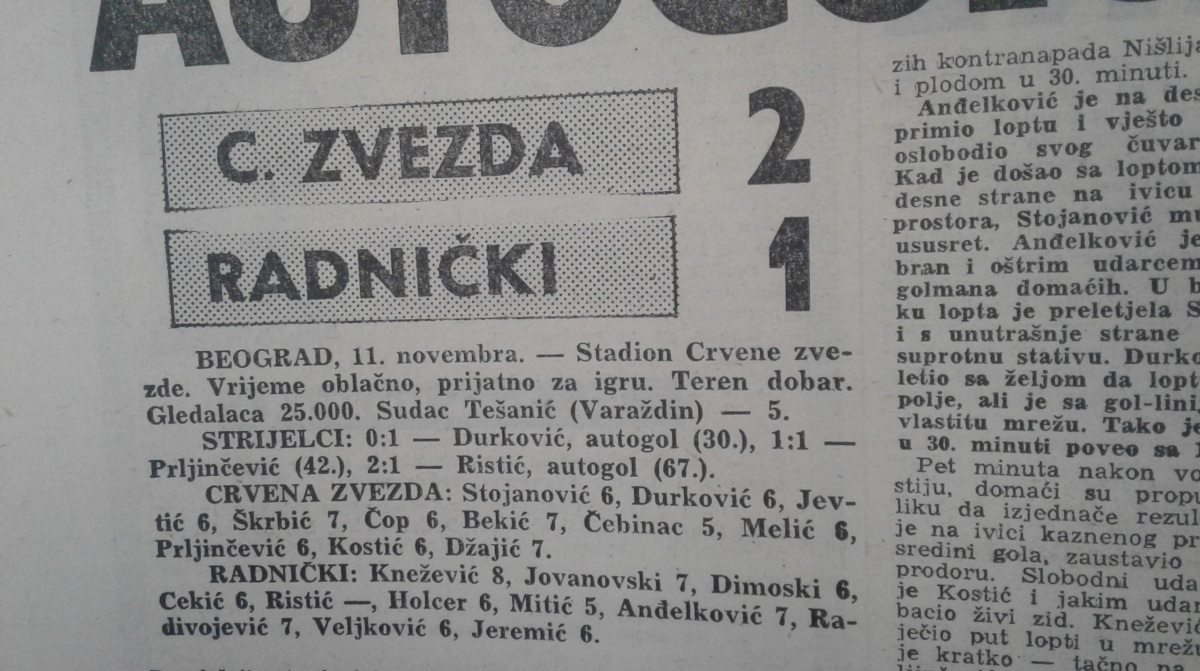 C. ZVEZDA 2
RADNIČKI 1
BEOGRAD, 11. novembra. — Stadion Crvene zve-
zde. Vrijeme oblačno, prijatno za igru. Teren dobar.
Gledalaca 25.000. Sudac Tešanić (Varaždin) — 5.
STRIJELCI: 0:1 — Durković, autogol (30.), 1:1 —
Prljinčević (42.), 2:1 — Ristić, autogol (67.).
CRVENA ZVEZDA: Stojanović 6, Durković 6, Jev-
tić 6, Škrbić 7, Čop 6, Bekić 7, Čebinac 5, Melić 6,
Prljinčević 6, Kostić 6, Džajić 7.
RADNIČKI: Knežević 8, Jovanovski 7, Dimoski 6,
Cekić 6, Ristić —, Holcer 6, Mitić 5, Anđelković 7, Ra-
divojević 7, Veljković 6, Jeremić 6.
zih kontranapada
i plodom u 30. minuti.
Anđelković je na
primio loptu i vješto
oslobodio svog
Kad je došao sa loptom
desne strane na ivicu
prostora, Stojanović
ususret. Anđelković
bran i oštrim udarcem
golmana domaćih. U
ku lopta je preletjela
i s unutrašnje strane
suprotnu stativu.
letio sa željom da
polje, ali je sa
vlastitu mrežu. Tako je
u 30. minuti poveo sa
Pet minuta nakon
stiju, domaći su
liku da izjednače
je na ivici kaznenog
sredini gola, zaustavio
prodoru. Slobodni
je Kostić i jakim
bacio živi zid.
ječio put lopti u
je kratko — tačno